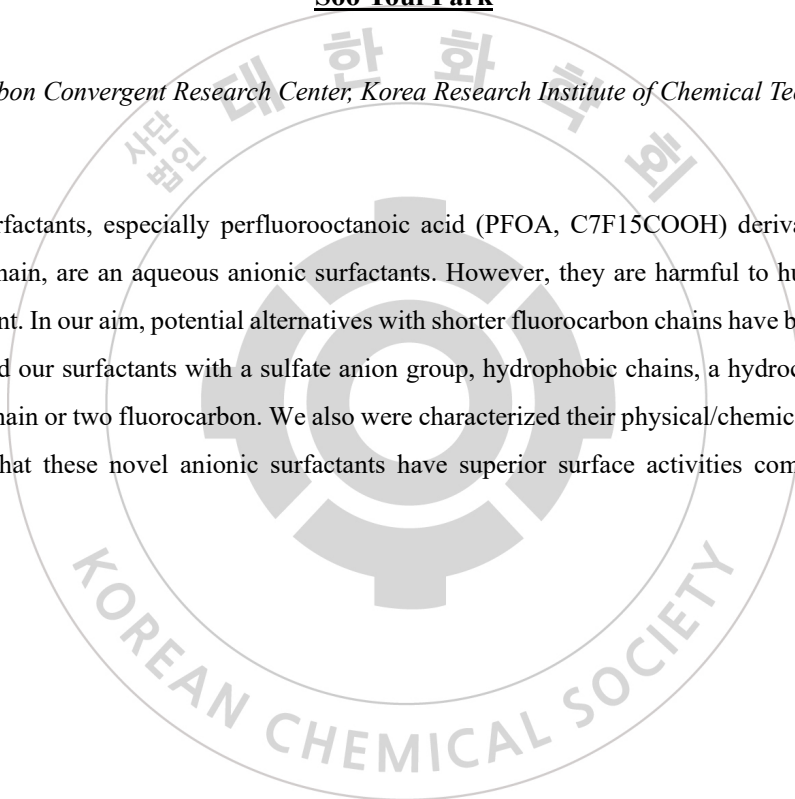 Soo-Youl Park
bon Convergent Research Center, Korea Research Institute of Chemical Te
rfactants, especially perfluorooctanoic acid (PFOA, C7F15COOH) deriva
hain, are an aqueous anionic surfactants. However, they are harmful to hu
nt. In our aim, potential alternatives with shorter fluorocarbon chains have b
d our surfactants with a sulfate anion group, hydrophobic chains, a hydroc
hain or two fluorocarbon. We also were characterized their physical/chemic
hat these novel anionic surfactants have superior surface activities com
사단
법인
대한화학회
KOREAN CHEMICAL SOCIETY